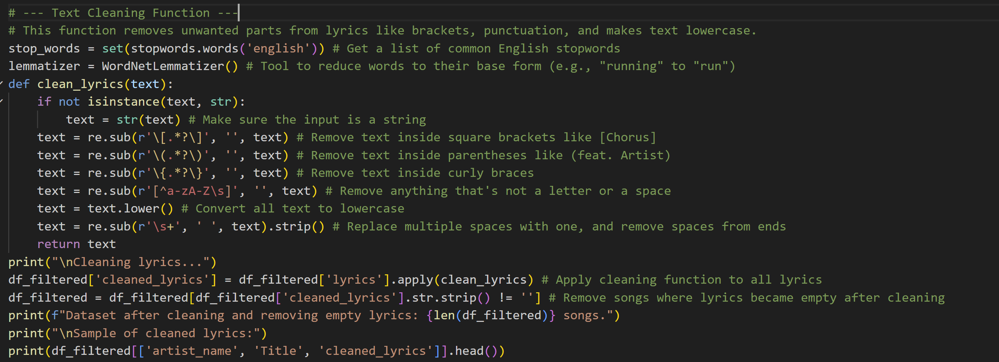 # --- Text Cleaning Function ---
# This function removes unwanted parts from lyrics like brackets, punctuation, and makes text lowercase.
stop_words = set(stopwords.words('english')) # Get a list of common English stopwords
lemmatizer = WordNetLemmatizer() # Tool to reduce words to their base form (e.g., "running" to "run")
def clean_lyrics(text):
    if not isinstance(text, str):
        text = str(text) # Make sure the input is a string
    text = re.sub(r'\[.*?\]', '', text) # Remove text inside square brackets like [Chorus]
    text = re.sub(r'\(.*?\)', '', text) # Remove text inside parentheses like (feat. Artist)
    text = re.sub(r'\{.*?\}', '', text) # Remove text inside curly braces
    text = re.sub(r'[^a-zA-Z\s]', '', text) # Remove anything that's not a letter or a space
    text = text.lower() # Convert all text to lowercase
    text = re.sub(r'\s+', ' ', text).strip() # Replace multiple spaces with one, and remove spaces from ends
    return text
print("\nCleaning lyrics...")
df_filtered['cleaned_lyrics'] = df_filtered['lyrics'].apply(clean_lyrics) # Apply cleaning function to all lyrics
df_filtered = df_filtered[df_filtered['cleaned_lyrics'].str.strip() != ''] # Remove songs where lyrics became empty after cleaning
print(f"Dataset after cleaning and removing empty lyrics: {len(df_filtered)} songs.")
print("\nSample of cleaned lyrics:")
print(df_filtered[['artist_name', 'Title', 'cleaned_lyrics']].head())